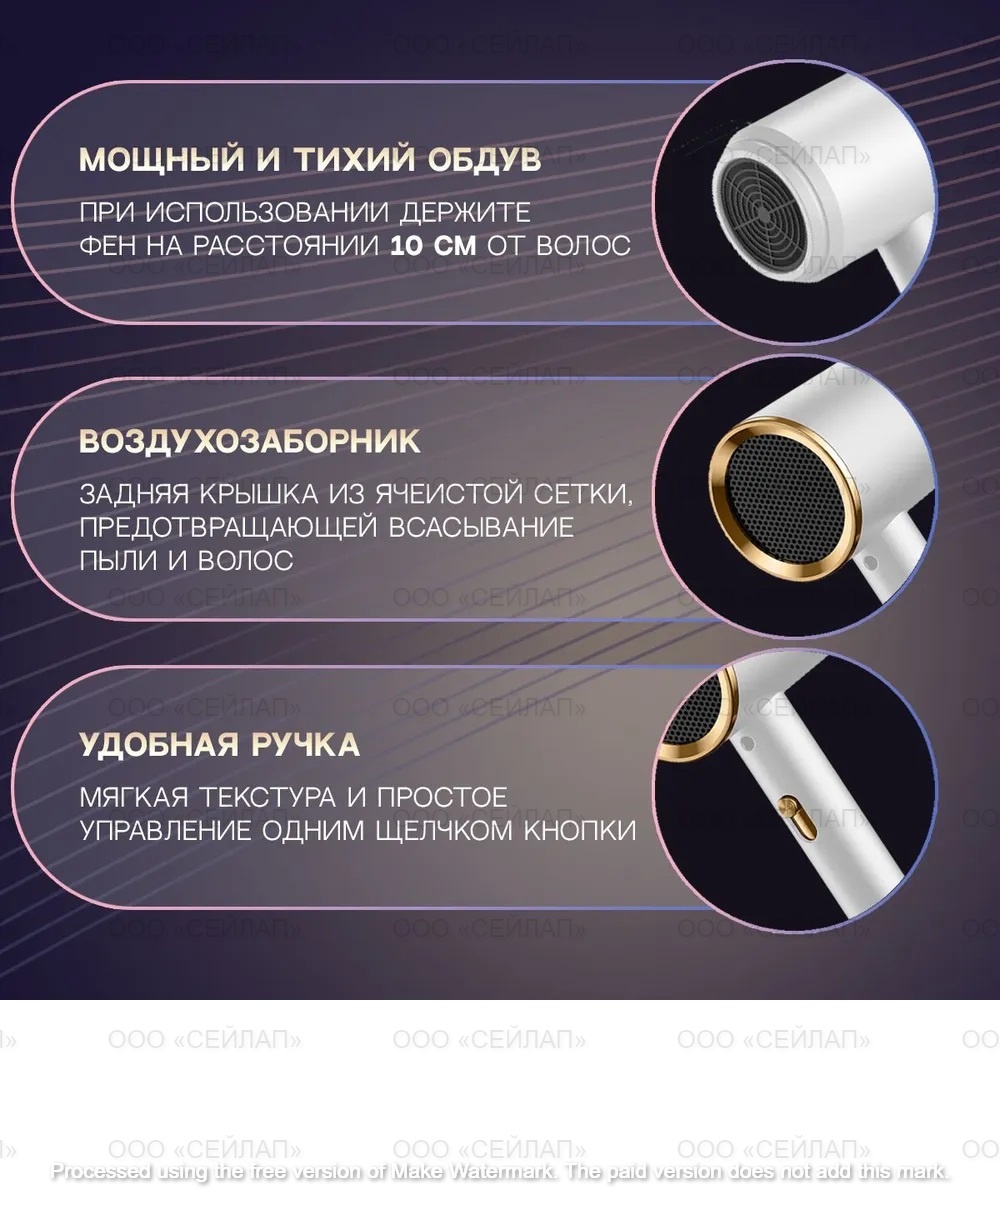 МОЩНЫЙ И ТИХИЙ ОБДУВ
ПРИ ИСПОЛЬЗОВАНИИ ДЕРЖИТЕ
ФЕН НА РАССТОЯНИИ 10 СМ ОТ ВОЛОС
ВОЗДУХОЗАБОРНИК
ЗАДНЯЯ КРЫШКА ИЗ ЯЧЕИСТОЙ СЕТКИ,
ПРЕДОТВРАЩАЮЩЕЙ ВСАСЫВАНИЕ
ПЫЛИ И ВОЛОС
УДОБНАЯ РУЧКА
МЯГКАЯ ТЕКСТУРА И ПРОСТОЕ
УПРАВЛЕНИЕ ОДНИМ ЩЕЛЧКОМ КНОПКИ
ООО «СЕЙЛАП» ООО «СЕЙЛАП» ООО «СЕЙЛАП»
ООО «СЕЙЛАП» ООО «СЕЙЛАП» ООО «СЕЙЛАП»
Processed using the free version of Make Watermark. The paid version does not add this mark.